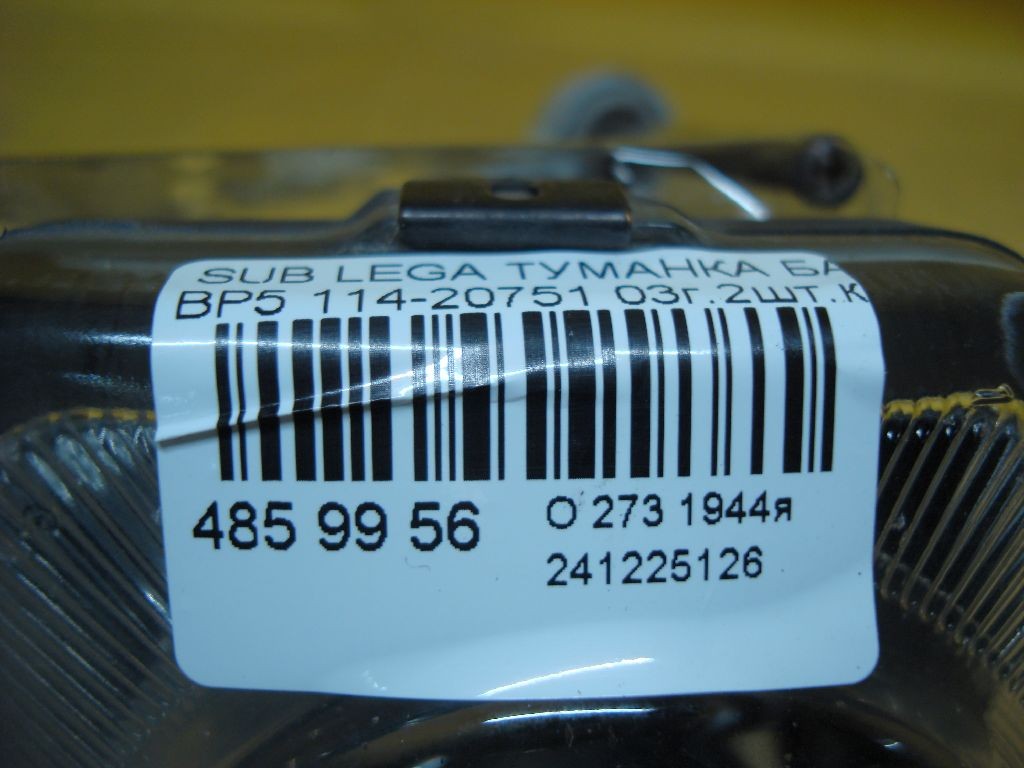 SUB LEGA ТУМАНКА БА
BP5 114-20751 03г.2шт.К
485 99 56
О 273 1944я
241225126